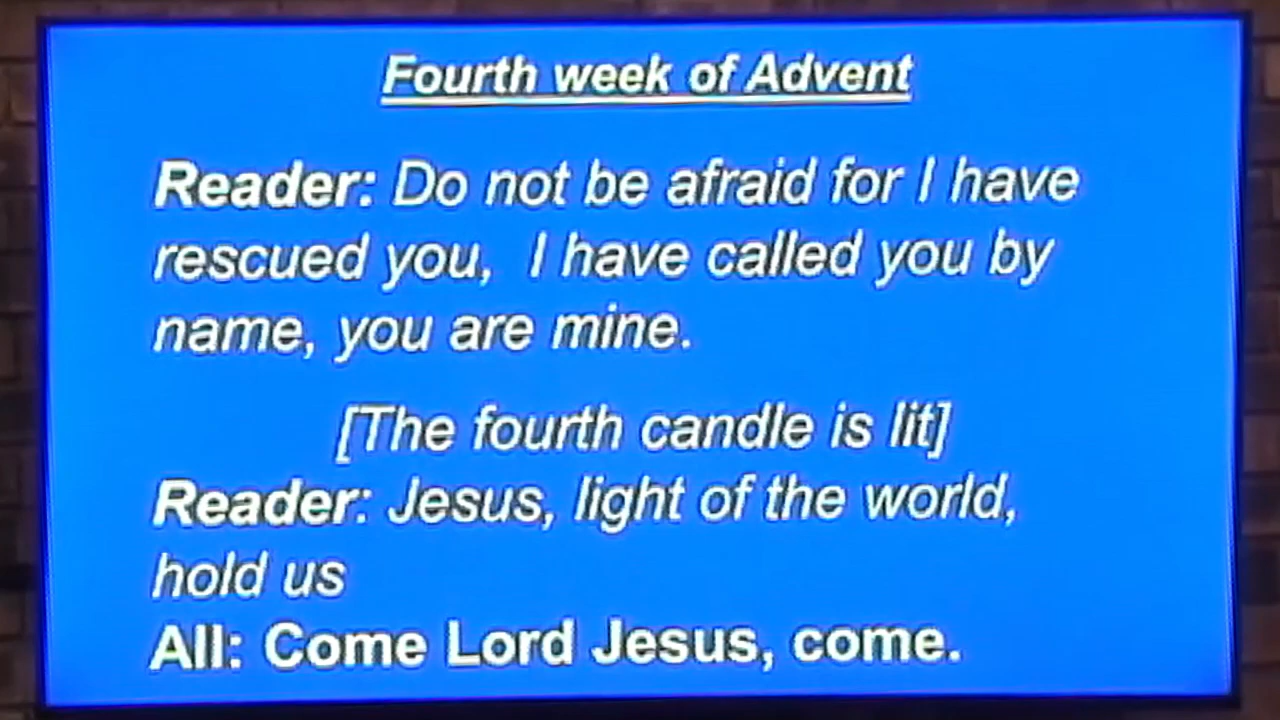 Fourth week of Advent
Reader: Do not be afraid for I have
rescued you,  I have called you by
name, you are mine.
[The fourth candle is lit]
Reader: Jesus, light of the world,
hold us
All: Come Lord Jesus, come.